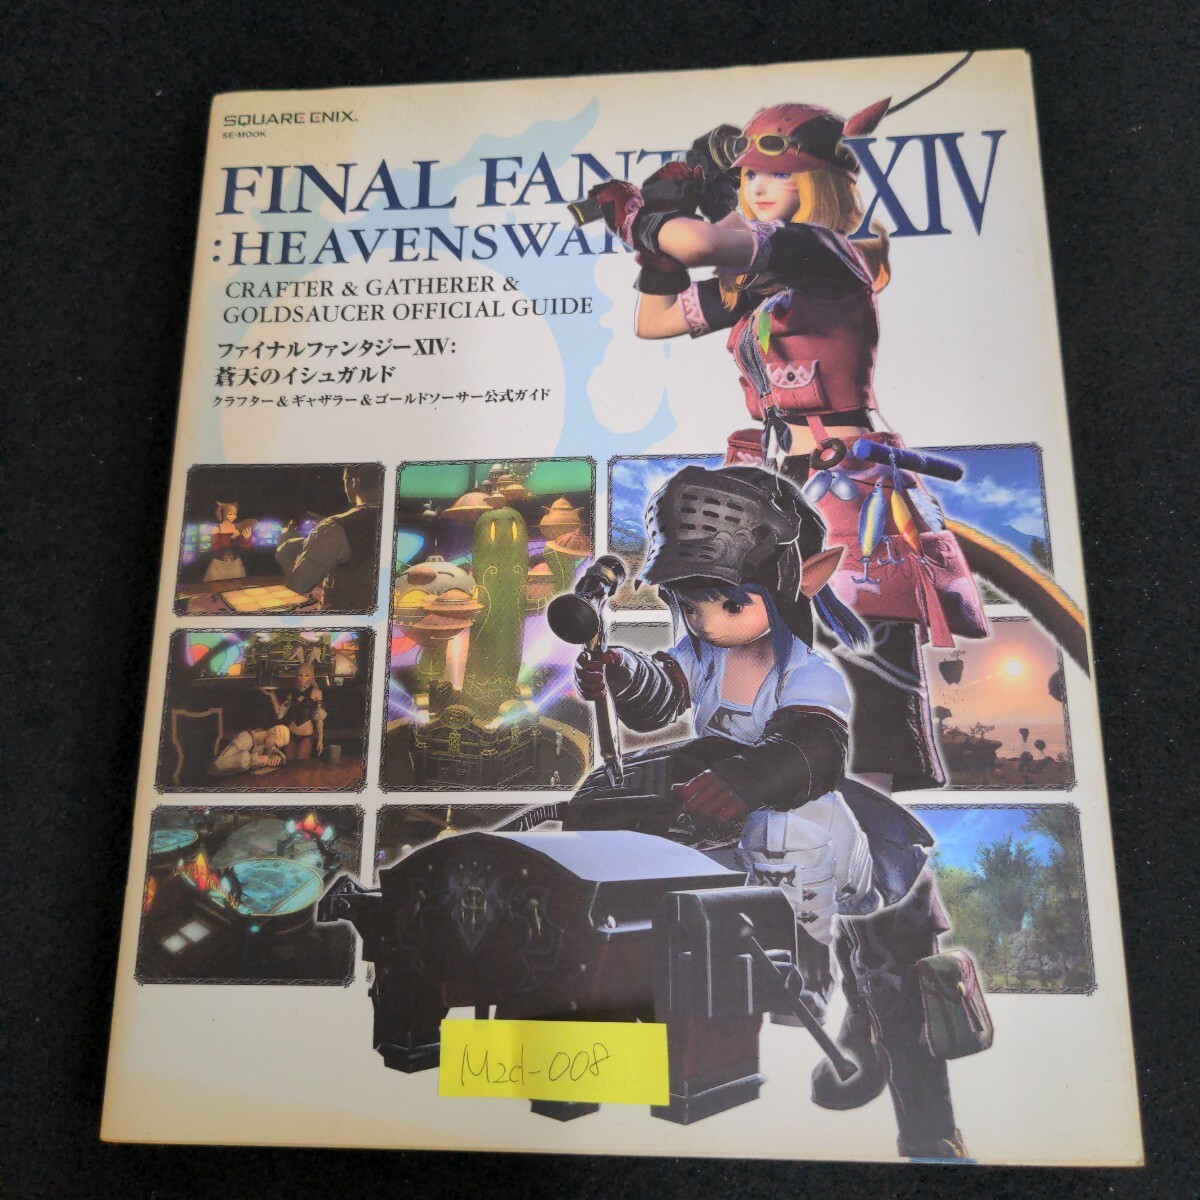 SQUARE ENIX.
SE-MOOK
FINAL FANT XIV
:HEAVENSWAR
CRAFTER & GATHERER &
GOLDSAUCER OFFICIAL GUIDE
ファイナルファンタジーXIV:
蒼天のイシュガルド
クラフター&ギャザラー&ゴールドソーサー公式ガイド
M2d-008